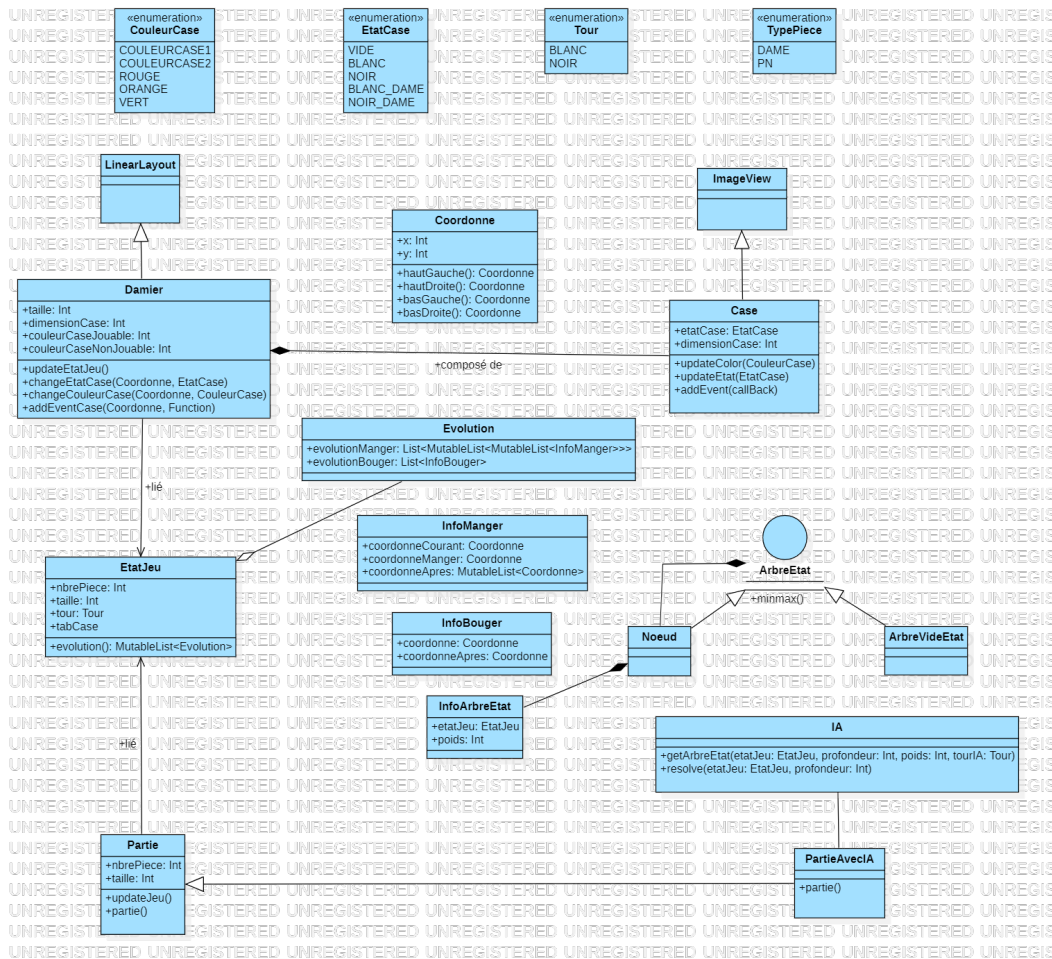 «enumeration»
CouleurCase
COULEURCASE1
COULEURCASE2
ROUGE
ORANGE
VERT
«enumeration»
EtatCase
VIDE
BLANC
NOIR
BLANC_DAME
NOIR_DAME
«enumeration»
Tour
BLANC
NOIR
«enumeration»
TypePiece
DAME
PN
LinearLayout
ImageView
Coordonne
+x: Int
+y: Int
+hautGauche(): Coordonne
+hautDroite(): Coordonne
+basGauche(): Coordonne
+basDroite(): Coordonne
Damier
+taille: Int
+dimensionCase: Int
+couleurCaseJouable: Int
+couleurCaseNonJouable: Int
+updateEtatJeu()
+changeEtatCase(Coordonne, EtatCase)
+changeCouleurCase(Coordonne, CouleurCase)
+addEventCase(Coordonne, Function)
Case
+etatCase: EtatCase
+dimensionCase: Int
+updateColor(CouleurCase)
+updateEtat(EtatCase)
+addEvent(callBack)
+composé de
Evolution
+evolutionManger: List<MutableList<MutableList<InfoManger>>>
+evolutionBouger: List<InfoBouger>
+lié
InfoManger
+coordonneCourant: Coordonne
+coordonneManger: Coordonne
+coordonneApres: MutableList<Coordonne>
EtatJeu
+nbrePiece: Int
+taille: Int
+tour: Tour
+tabCase
+evolution(): MutableList<Evolution>
ArbreEtat
+minmax()
InfoBouger
+coordonne: Coordonne
+coordonneApres: Coordonne
Noeud
ArbreVideEtat
InfoArbreEtat
+etatJeu: EtatJeu
+poids: Int
IA
+getArbreEtat(etatJeu: EtatJeu, profondeur: Int, poids: Int, tourIA: Tour)
+resolve(etatJeu: EtatJeu, profondeur: Int)
+lié
Partie
+nbrePiece: Int
+taille: Int
+updateJeu()
+partie()
PartieAvecIA
+partie()
UNREGISTERED